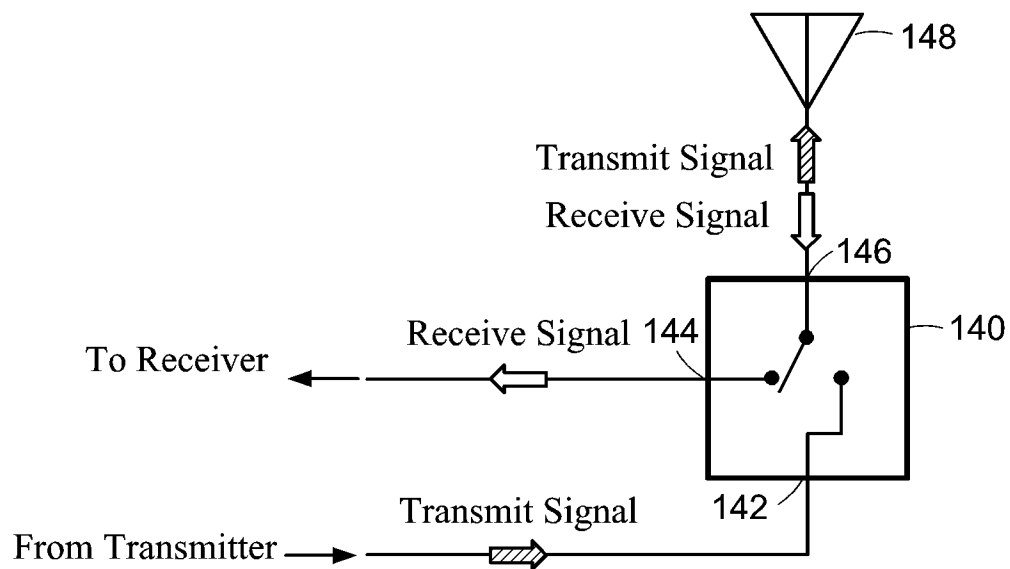 148
Transmit Signal
Receive Signal
146
Receive Signal
144
140
To Receiver
142
Transmit Signal
From Transmitter